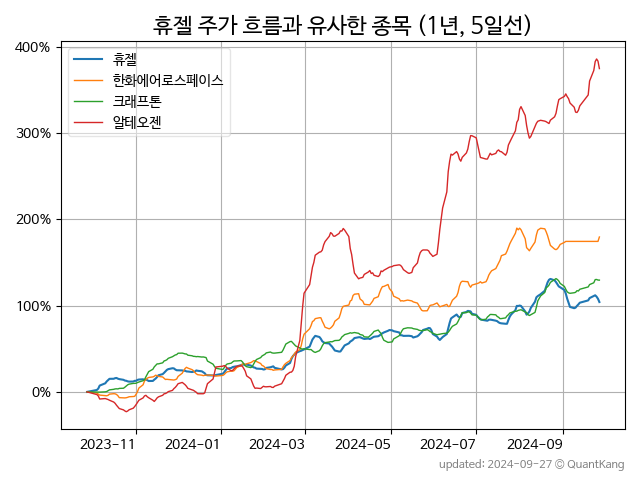 휴젤 주가 흐름과 유사한 종목 (1년, 5일선)
400%
300%
200%
100%
0%
휴젤
한화에어로스페이스
크래프톤
알테오젠
2023-11
2024-01
2024-03
2024-05
2024-07
2024-09
updated: 2024-09-27 © QuantKang